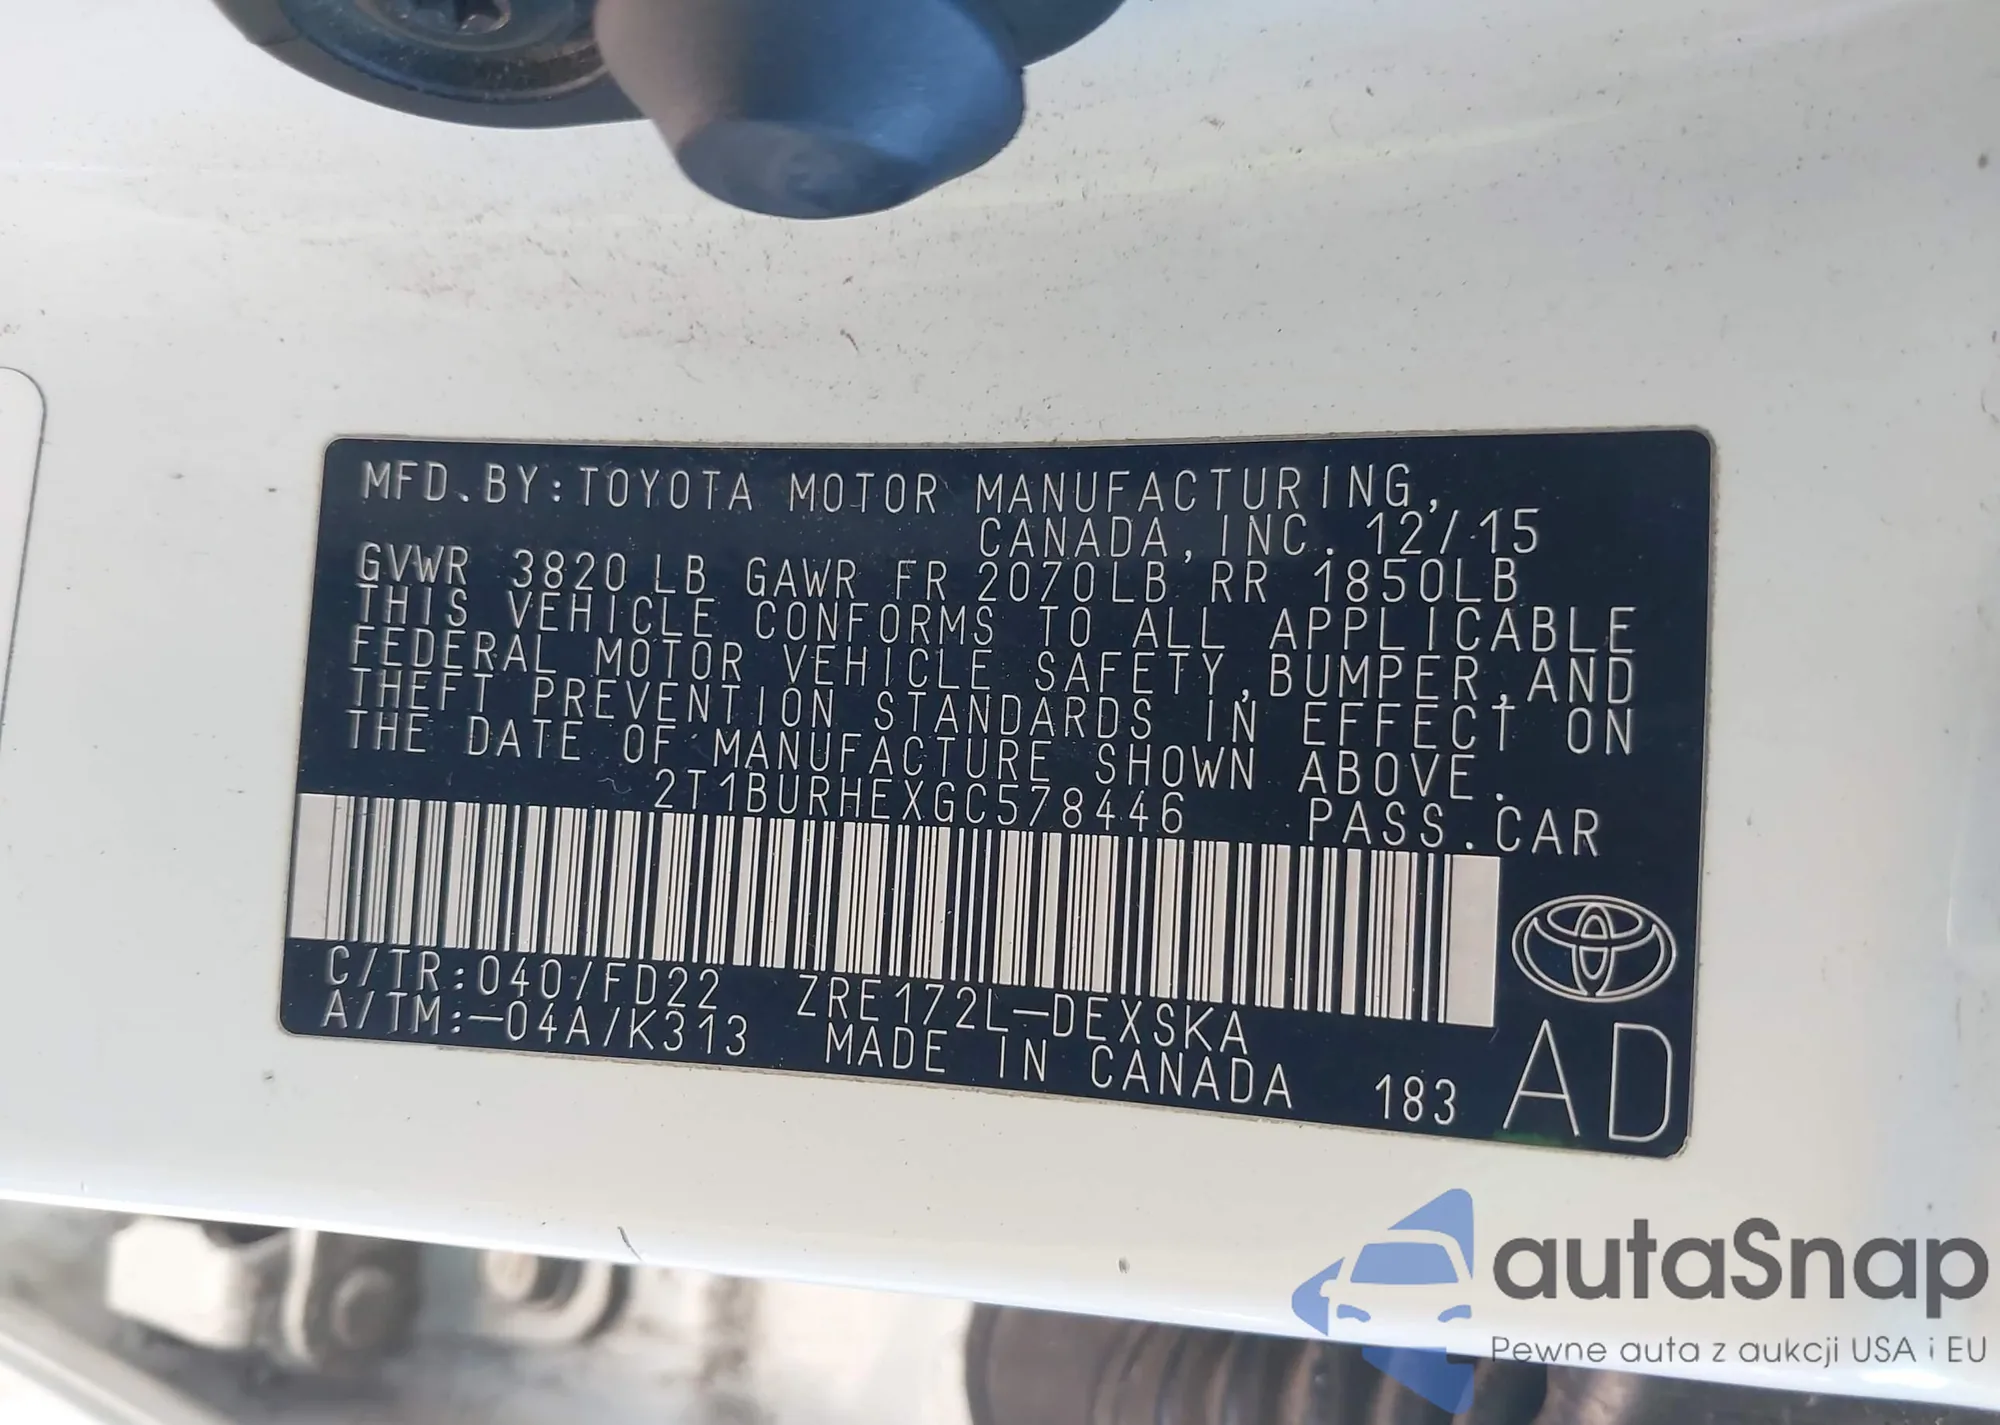 MFD.BY:TOYOTA MOTOR MANUFACTURING,
CANADA,INC. 12/15
GVWR 3820 LB GAWR FR 2070LB RR 1850LB
THIS VEHICLE CONFORMS TO ALL APPLICABLE
FEDERAL MOTOR VEHICLE SAFETY,BUMPER,AND
THEFT PREVENTION STANDARDS IN EFFECT ON
THE DATE OF MANUFACTURE SHOWN ABOVE.
2T1BURHEXGC578446 PASS.CAR
C/TR:040/FD22 ZRE172L-DEXSKA
A/TM:-04A/K313 MADE IN CANADA 183 AD
autaSnap
Pewne auta z aukcji USA i EU